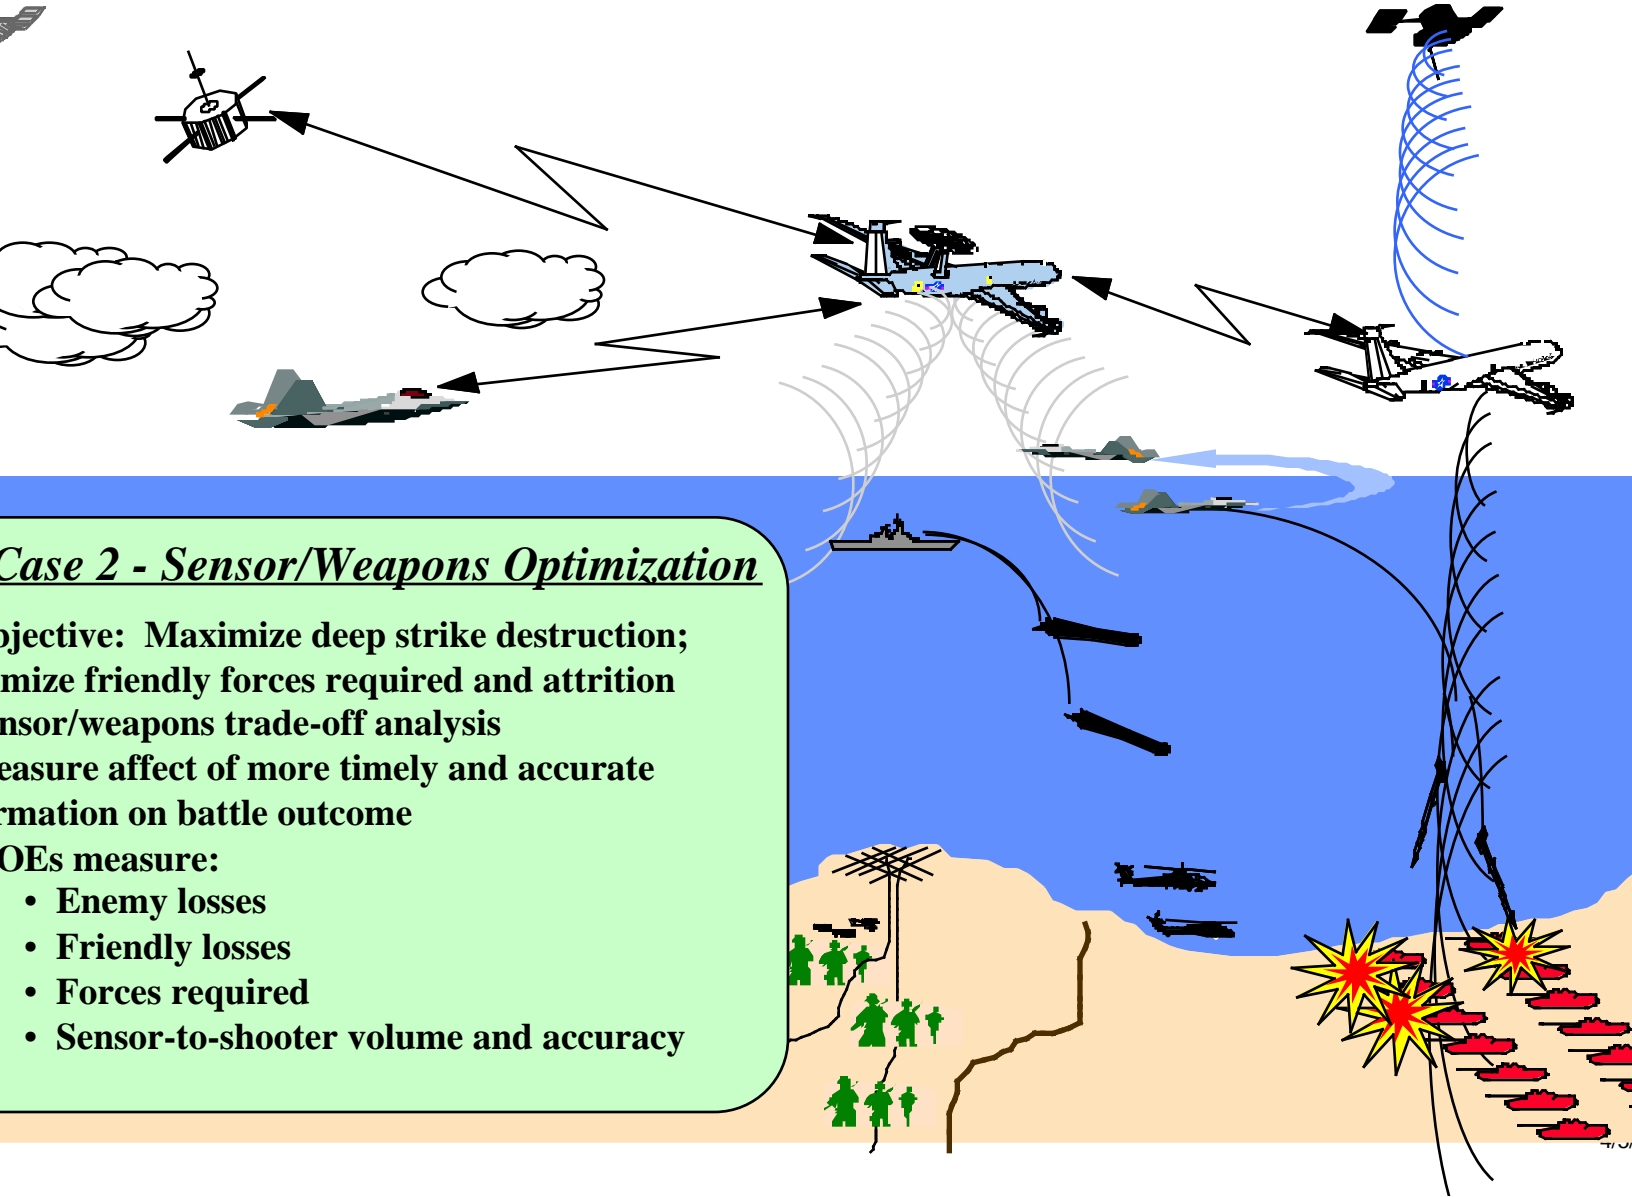 Case 2 - Sensor/Weapons Optimization
bjective: Maximize deep strike destruction;
mize friendly forces required and attrition
nsor/weapons trade-off analysis
easure affect of more timely and accurate
rmation on battle outcome
OEs measure:
• Enemy losses
• Friendly losses
• Forces required
• Sensor-to-shooter volume and accuracy